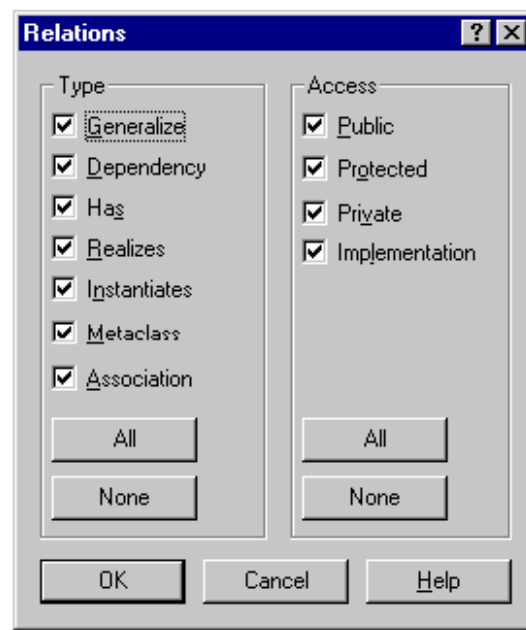 Relations
Type
Generalize
Dependency
Has
Realizes
Instantiates
Metaclass
Association
All
None
Access
Public
Protected
Private
Implementation
All
None
OK
Cancel
Help